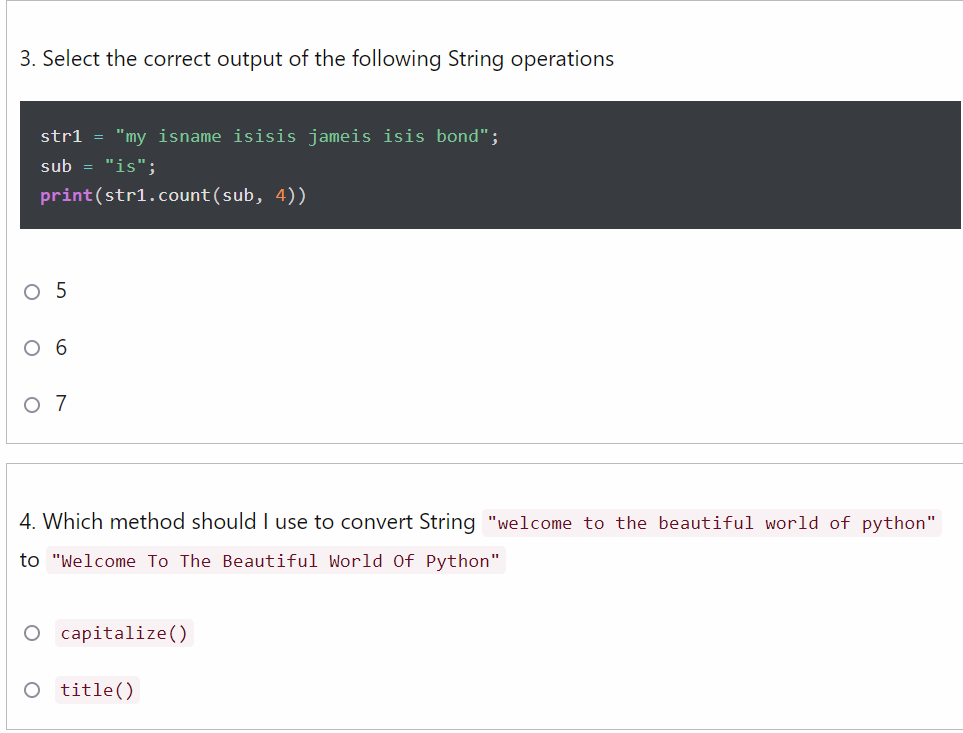 3. Select the correct output of the following String operations
str1 = "my isname isisis jameis isis bond";
sub = "is";
print(str1.count(sub, 4))
5
6
7
4. Which method should I use to convert String "welcome to the beautiful world of python"
to "Welcome To The Beautiful World Of Python"
capitalize()
title()